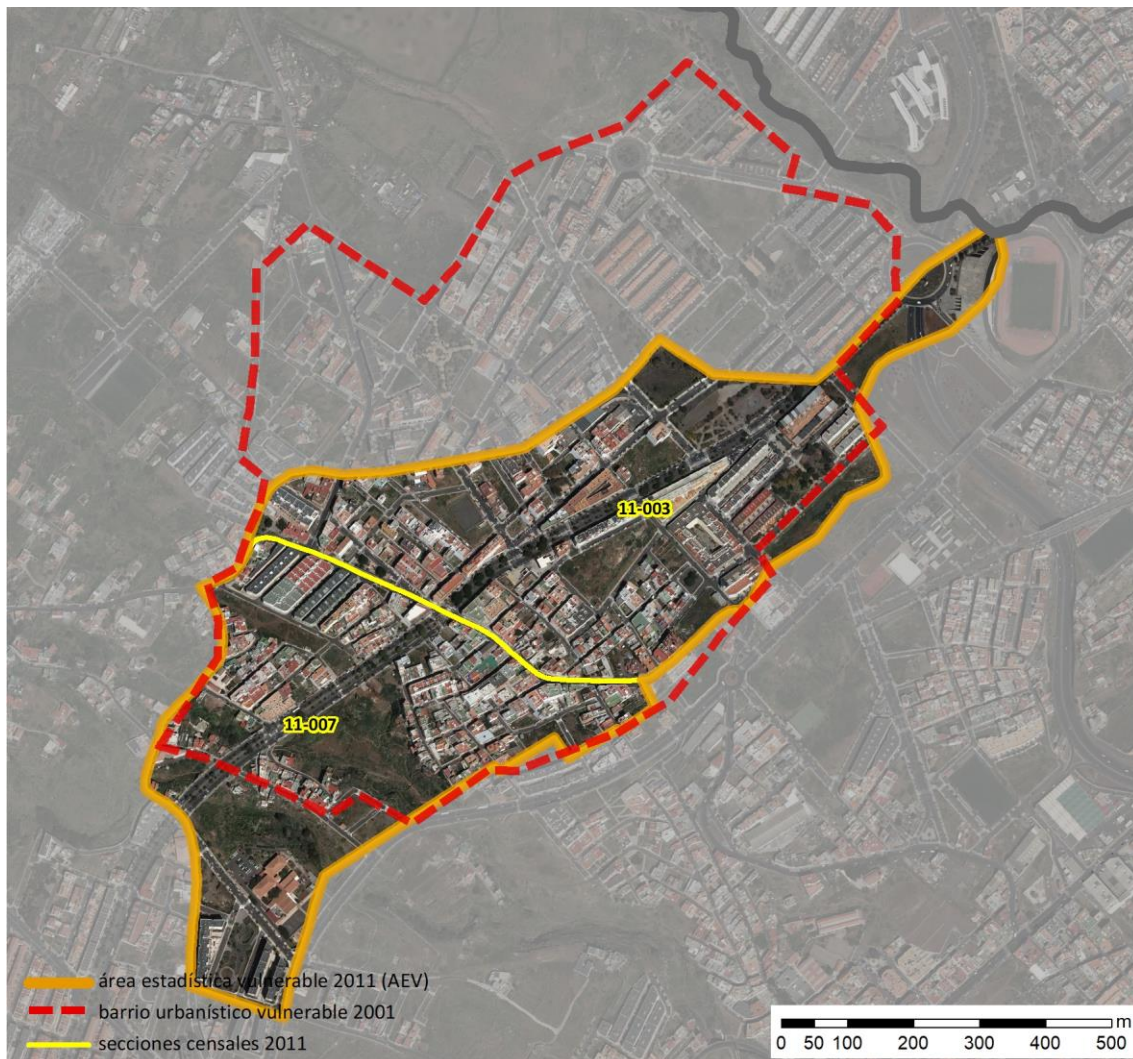 11-003
11-007
área estadística vulnerable 2011 (AEV)
barrio urbanístico vulnerable 2001
secciones censales 2011
m
0 50 100 200 300 400 500